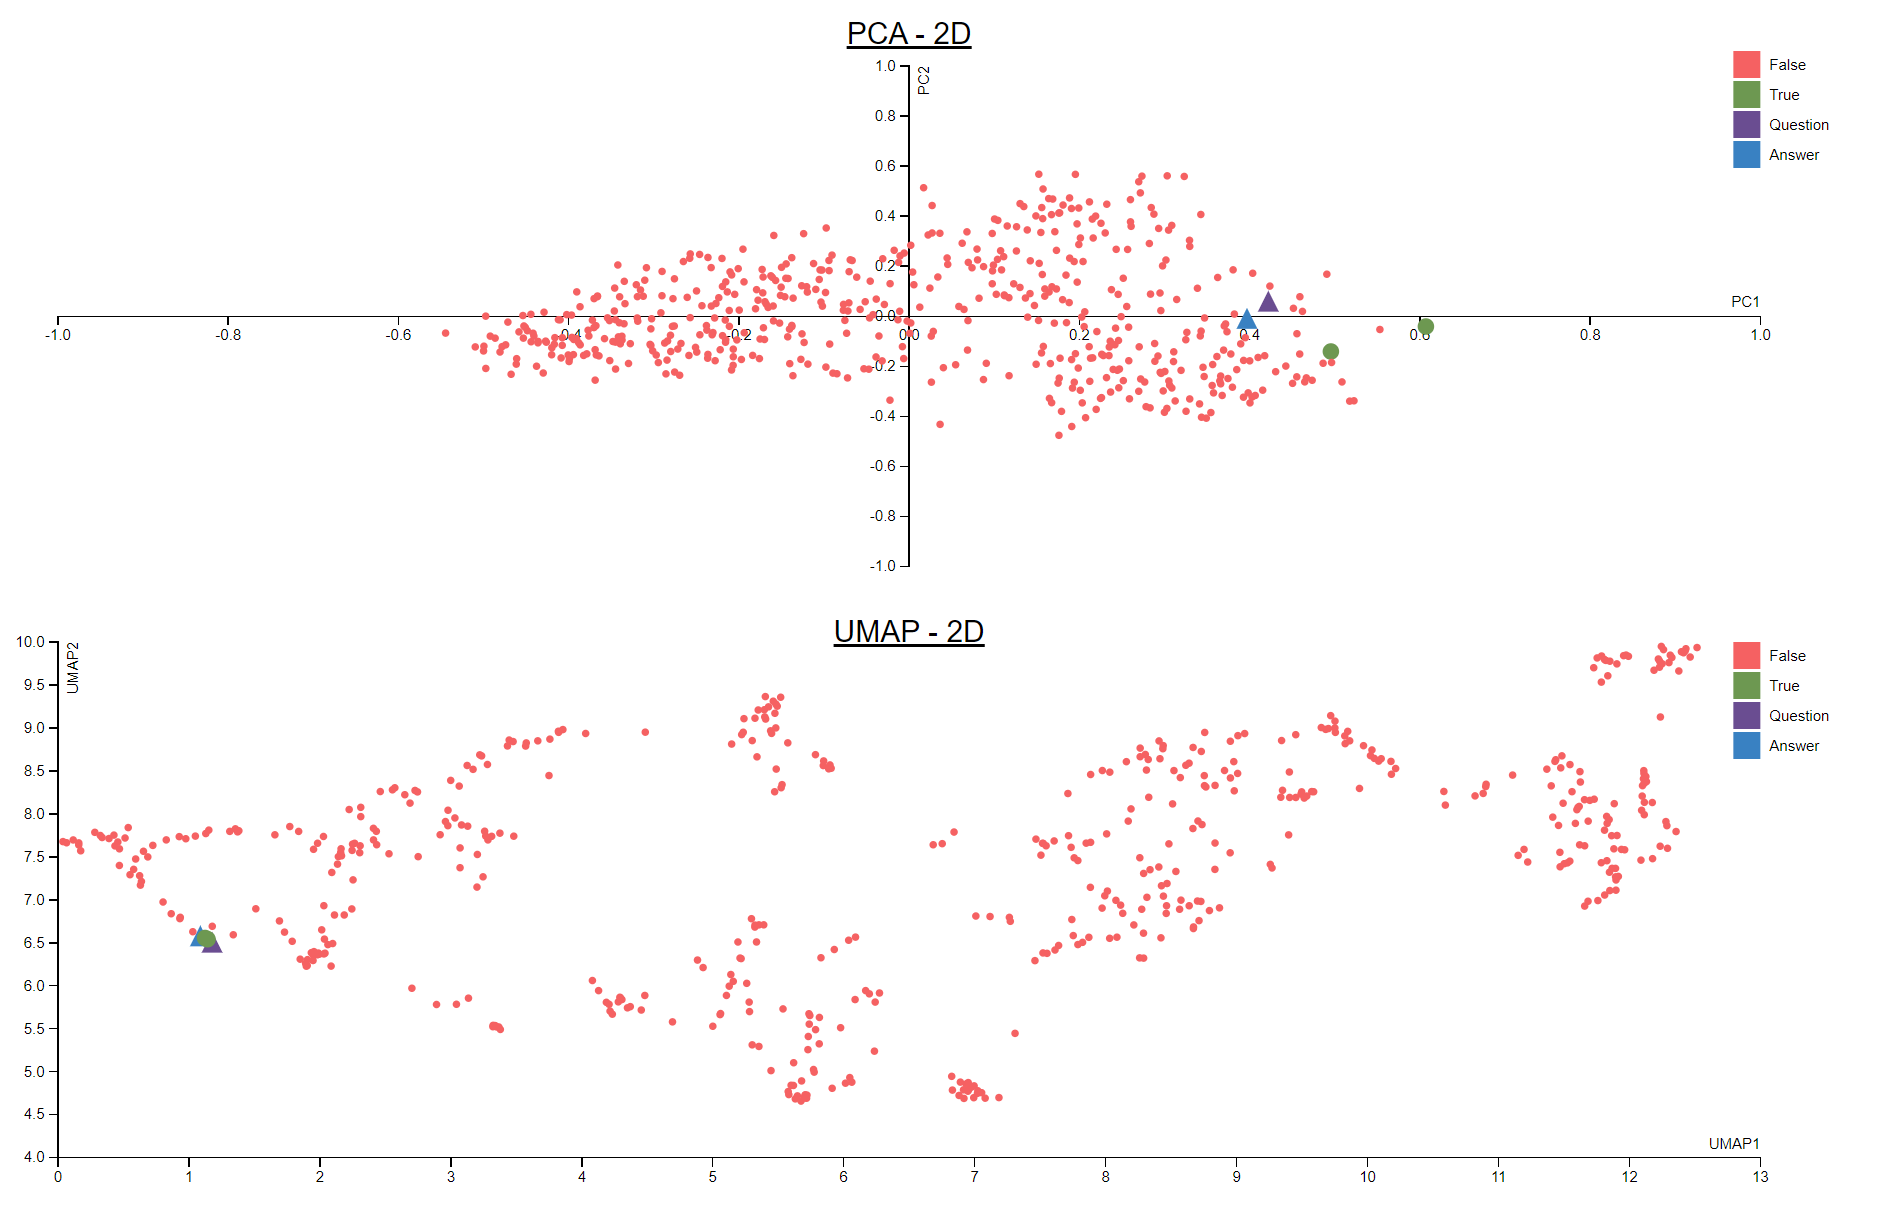 PCA - 2D
1.0
PC2
False
0.8
True
Question
0.6
Answer
0.4
0.2
PC1
0.0
-1.0 -0.8 -0.6 -0.4 -0.2 0.0 0.2 0.4 0.6 0.8 1.0
-0.2
-0.4
-0.6
-0.8
-1.0
UMAP - 2D
10.0
UMAP2
False
9.5
True
9.0
Question
8.5
Answer
8.0
7.5
7.0
6.5
6.0
5.5
5.0
4.5
UMAP1
4.0
0 1 2 3 4 5 6 7 8 9 10 11 12 13